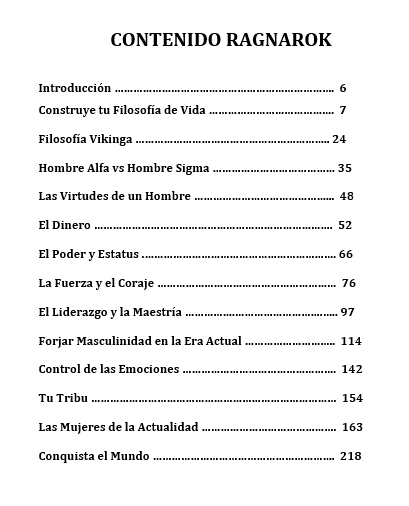 CONTENIDO RAGNAROK
Introducción ……………………………………………………………… 6
Construye tu Filosofía de Vida ………………………………….. 7
Filosofía Vikinga ……………………………………………………….. 24
Hombre Alfa vs Hombre Sigma …………………………………. 35
Las Virtudes de un Hombre ……………………………………….. 48
El Dinero ……………………………………………………………………. 52
El Poder y Estatus ……………………………………………………… 66
La Fuerza y el Coraje ………………………………………………… 76
El Liderazgo y la Maestría ………………………………………….. 97
Forjar Masculinidad en la Era Actual ……………………….. 114
Control de las Emociones ………………………………………….. 142
Tu Tribu ……………………………………………………………………. 154
Las Mujeres de la Actualidad …………………………………….. 163
Conquista el Mundo ………………………………………………….. 218